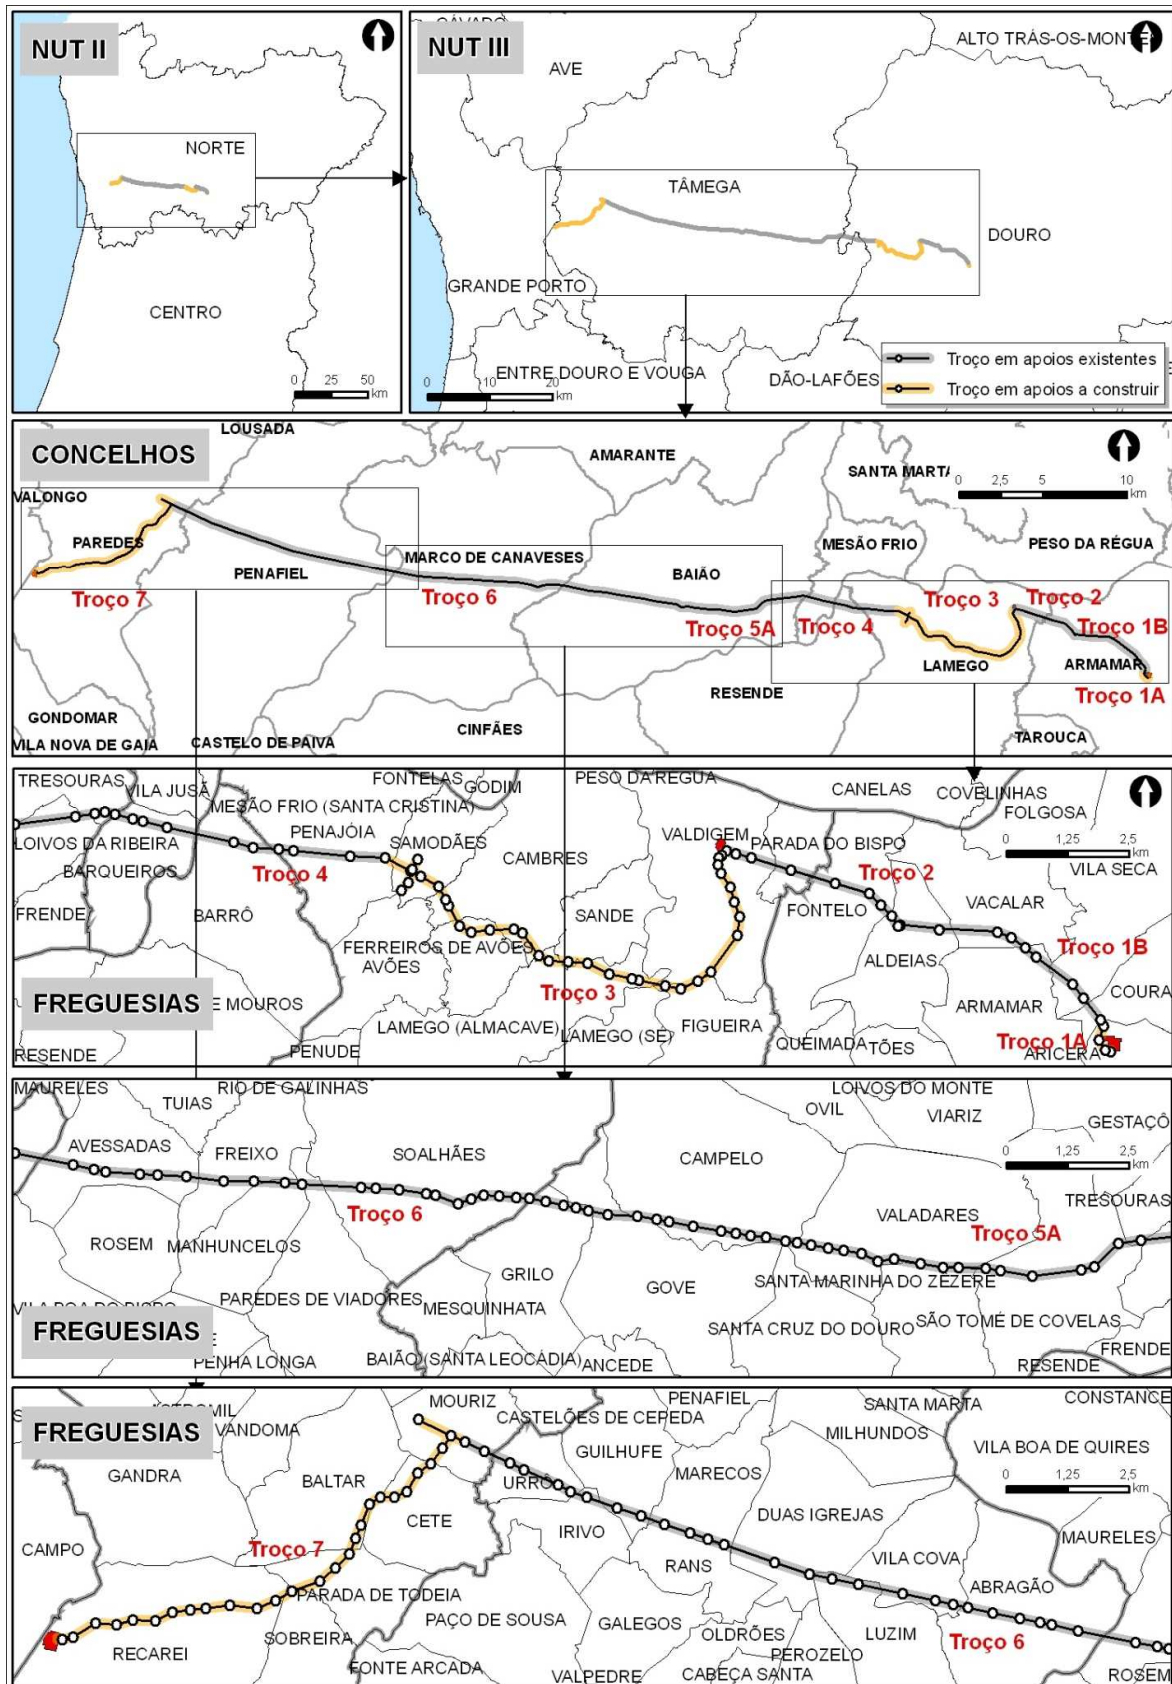 NUT II
NORTE
CENTRO
0 25 50
km
NUT III
CÁVADO
ALTO TRÁS-OS-MONTE
AVE
TÂMEGA
DOURO
GRANDE PORTO
ENTRE DOURO E VOUGA
DÃO-LAFÕES
0 10 20
km
Troço em apoios existentes
Troço em apoios a construir
CONCELHOS
LOUSADA
AMARANTE
SANTA MARTA
0 2,5 5 10
km
VALONGO
PAREDES
PENAFIEL
MARCO DE CANAVESES
BAIÃO
MESÃO FRIO
PESO DA RÉGUA
Troço 7
Troço 6
Troço 5A
Troço 4
Troço 3
Troço 2
Troço 1B
LAMEGO
ARMAMAR
Troço 1A
RESENDE
GONDOMAR
CINFÃES
VILA NOVA DE GAIA
CASTELO DE PAIVA
TAROUCA
TRESOURAS
VILA JUSÃ
FONTELAS
GODIM
PESO DA RÉGUA
CANELAS
COVELINHAS
FOLGOSA
MESÃO FRIO (SANTA CRISTINA)
PENAJÓIA
LOIVOS DA RIBEIRA
SAMODÃES
VALDIGEM
PARADA DO BISPO
0 1,25 2,5
km
BARQUEIROS
Troço 4
CAMBRES
Troço 2
VILA SECA
FRENDE
BARRÔ
SANDE
FONTELO
VACALAR
FERREIROS DE AVÕES
AVÕES
ALDEIAS
Troço 1B
FREGUESIAS
E MOUROS
Troço 3
ARMAMAR
COURA
LAMEGO (ALMACAVE)
LAMEGO (SÉ)
FIGUEIRA
RESENDE
PENUDE
QUEIMADA
TÕES
Troço 1A
ARICERA
MAURELES
RIO DE GALINHAS
LOIVOS DO MONTE
TUIAS
OVIL
VIARIZ
GESTAÇÔ
AVESSADAS
FREIXO
SOALHÃES
CAMPELO
0 1,25 2,5
km
Troço 6
VALADARES
TRESOURAS
Troço 5A
ROSEM
MANHUNCELOS
GRILO
GOVE
SANTA MARINHA DO ZÊZERE
PAREDES DE VIADORES
MESQUINHATA
SANTA CRUZ DO DOURO
SÃO TOMÉ DE COVELAS
FREGUESIAS
PENHA LONGA
BAIÃO (SANTA LEOCÁDIA)
ANCEDE
RESENDE
FRENDE
MOURIZ
PENAFIEL
SANTA MARTA
CONSTANCE
FREGUESIAS
VANDOMA
CASTELÕES DE CEPEDA
MILHUNDOS
GUILHUFE
VILA BOA DE QUIRES
GANDRA
BALTAR
URRÔ
MARECOS
0 1,25 2,5
km
CETE
IRIVO
DUAS IGREJAS
MAURELES
CAMPO
Troço 7
RANS
VILA COVA
ABRAGÃO
PARADA DE TODEIA
PAÇO DE SOUSA
GALEGOS
OLDRÕES
LUZIM
Troço 6
RECAREI
SOBREIRA
PEROZELO
FONTE ARCADA
VALPEDRE
CABEÇA SANTA
ROSEM